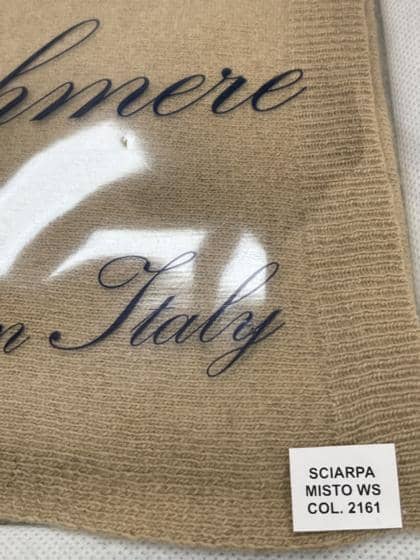 hmere
n Italy
SCIARPA
MISTO WS
COL. 2161